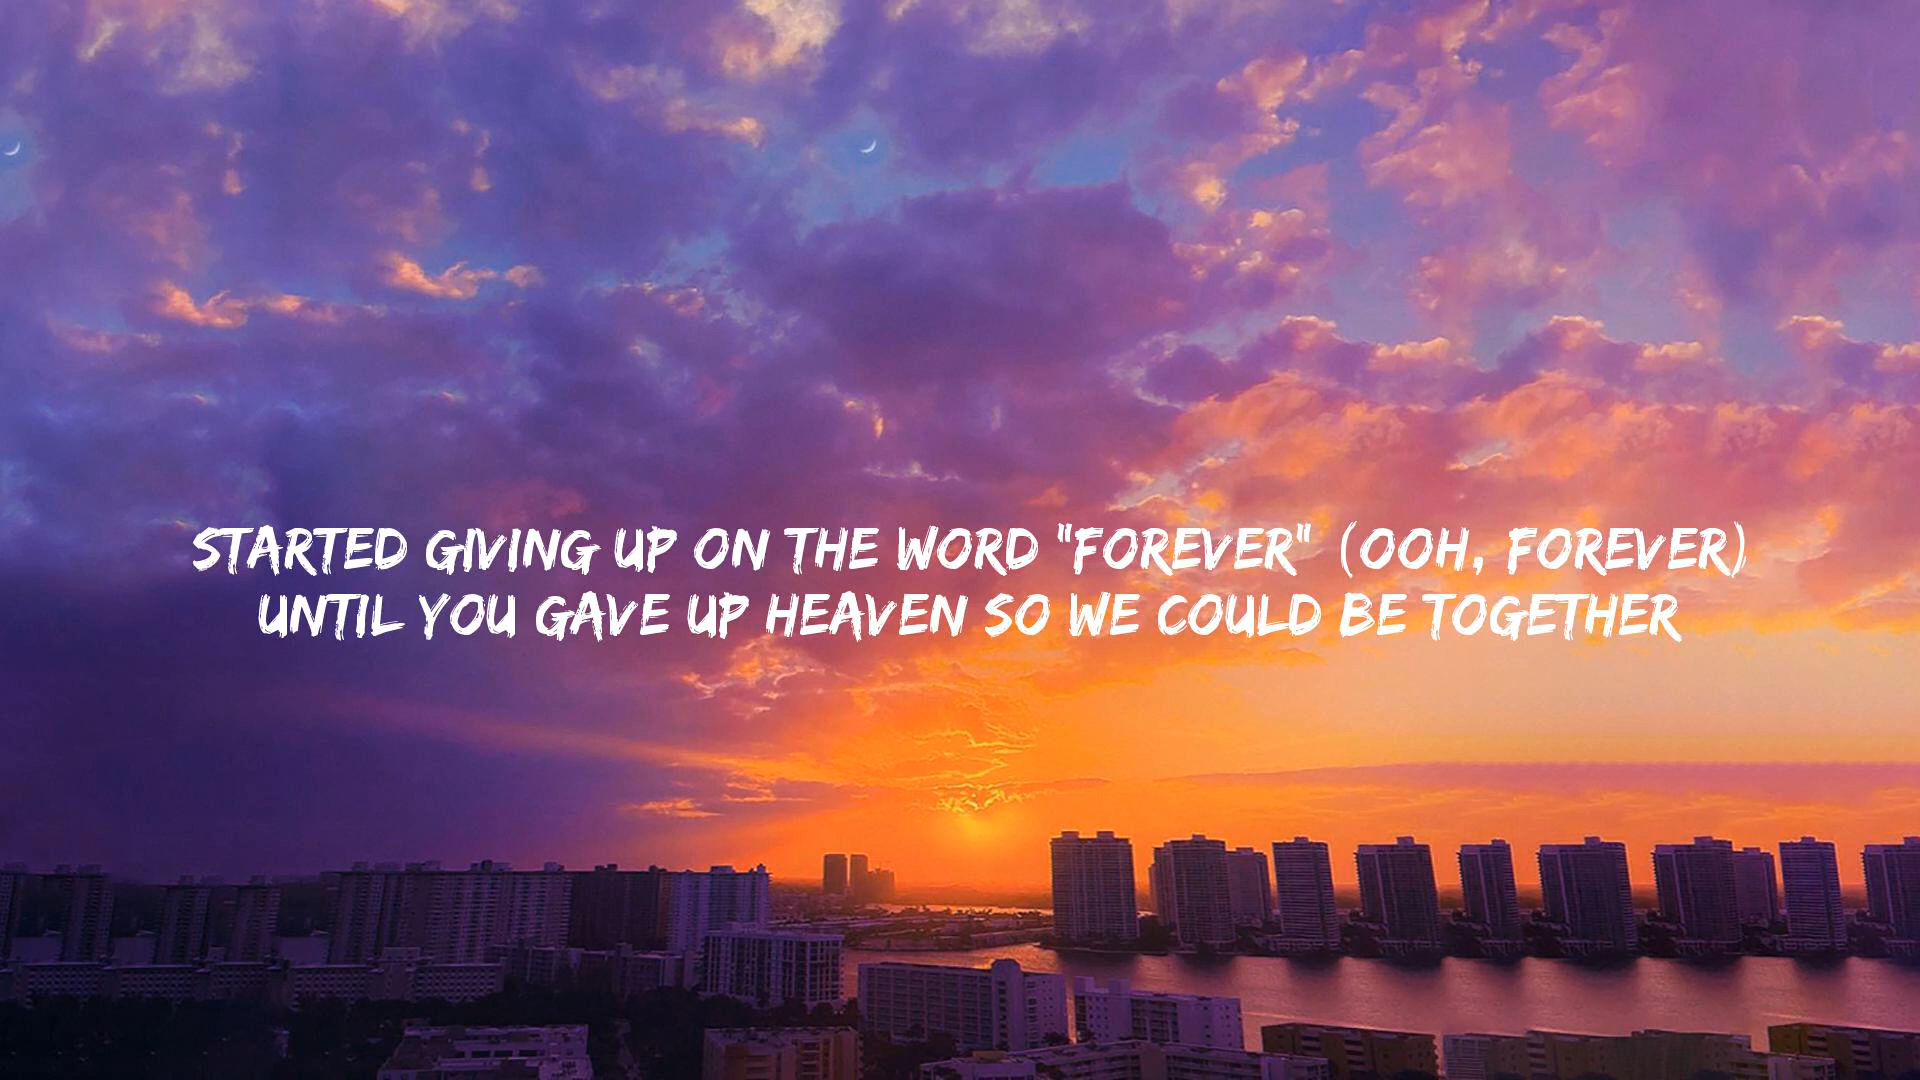 STARTED GIVING UP ON THE WORD "FOREVER" (OOH, FOREVER)
UNTIL YOU GAVE UP HEAVEN SO WE COULD BE TOGETHER